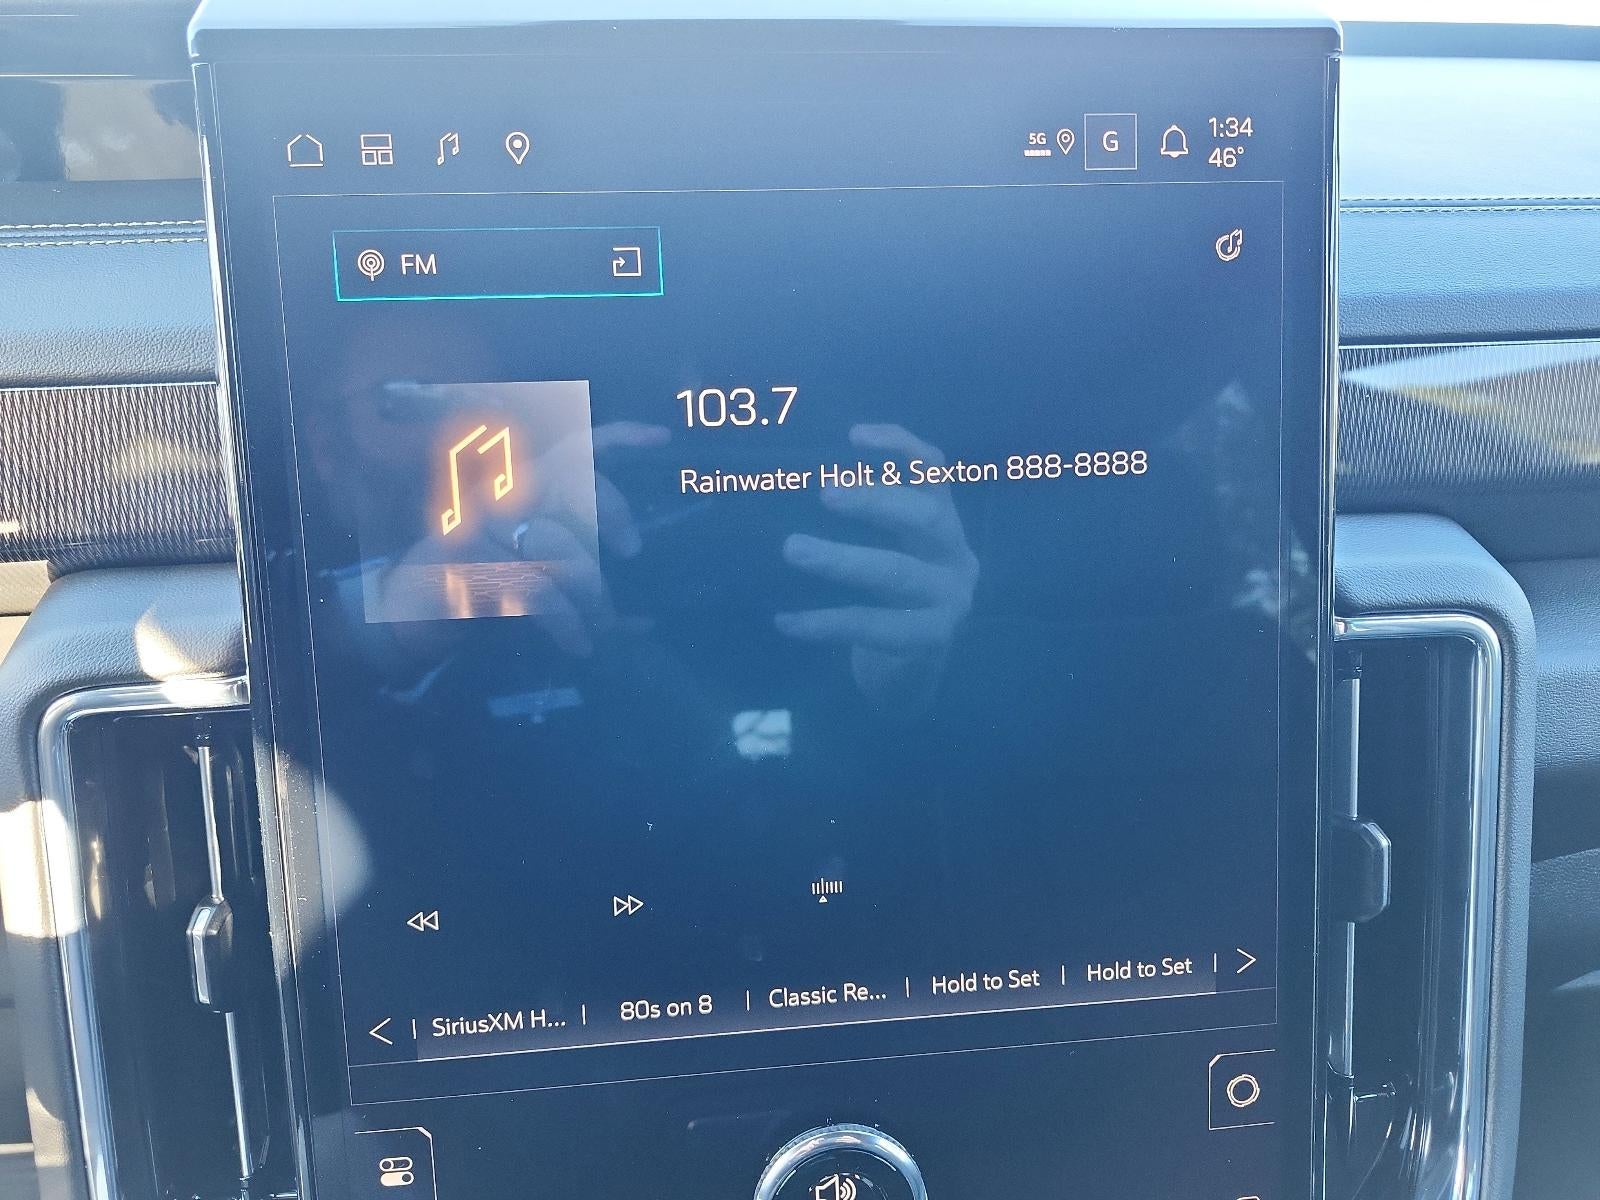 5G
G
1:34
46°
FM
103.7
Rainwater Holt & Sexton 888-8888
SiriusXM H... | 80s on 8 | Classic Re... | Hold to Set | Hold to Set |